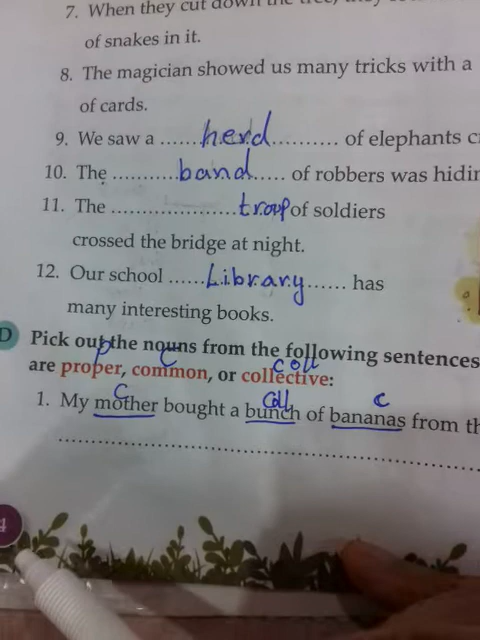 7. When they cut down the tree, they
of snakes in it.
8. The magician showed us many tricks with a
of cards.
9. We saw a ......herd.......... of elephants
10. The ...........band..... of robbers was
11. The ......................troop of soldiers
crossed the bridge at night.
12. Our school ......Library...... has
many interesting books.
D Pick out the nouns from the following sentences
p c coll
are proper, common, or collective:
c coll c
1. My mother bought a bunch of bananas from
4